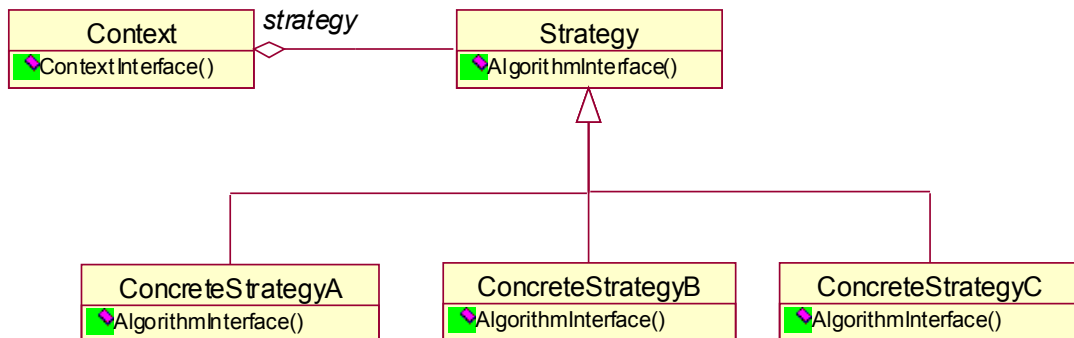 Context
ContextInterface()
strategy
Strategy
AlgorithmInterface()
ConcreteStrategyA
AlgorithmInterface()
ConcreteStrategyB
AlgorithmInterface()
ConcreteStrategyC
AlgorithmInterface()